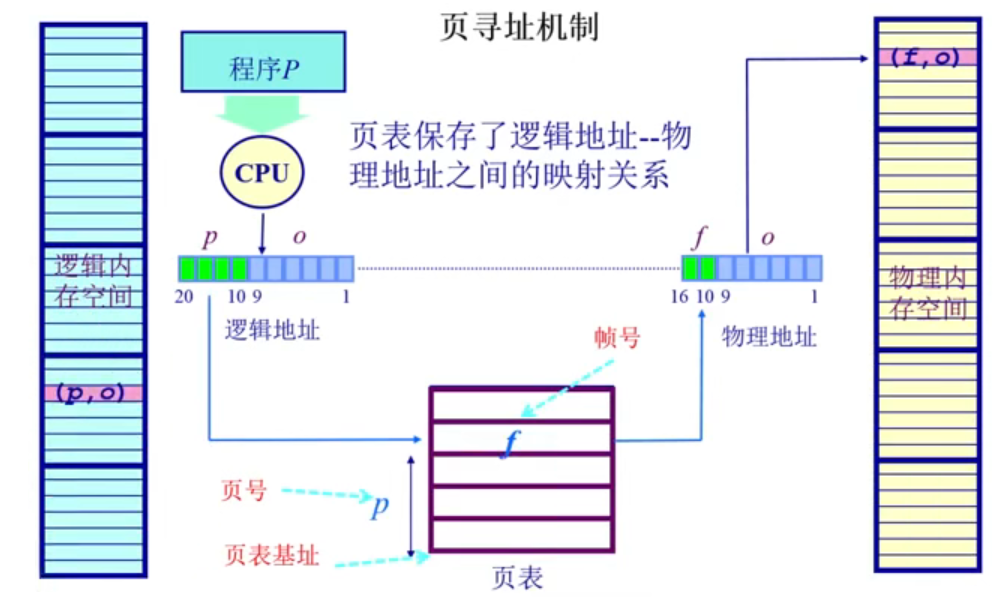 页寻址机制
程序P
(f,o)
页表保存了逻辑地址--物
理地址之间的映射关系
CPU
p o
f o
逻辑内
存空间
物理内
存空间
20 10 9 1
16 10 9 1
逻辑地址
物理地址
帧号
(p,o)
f
页号
p
页表基址
页表